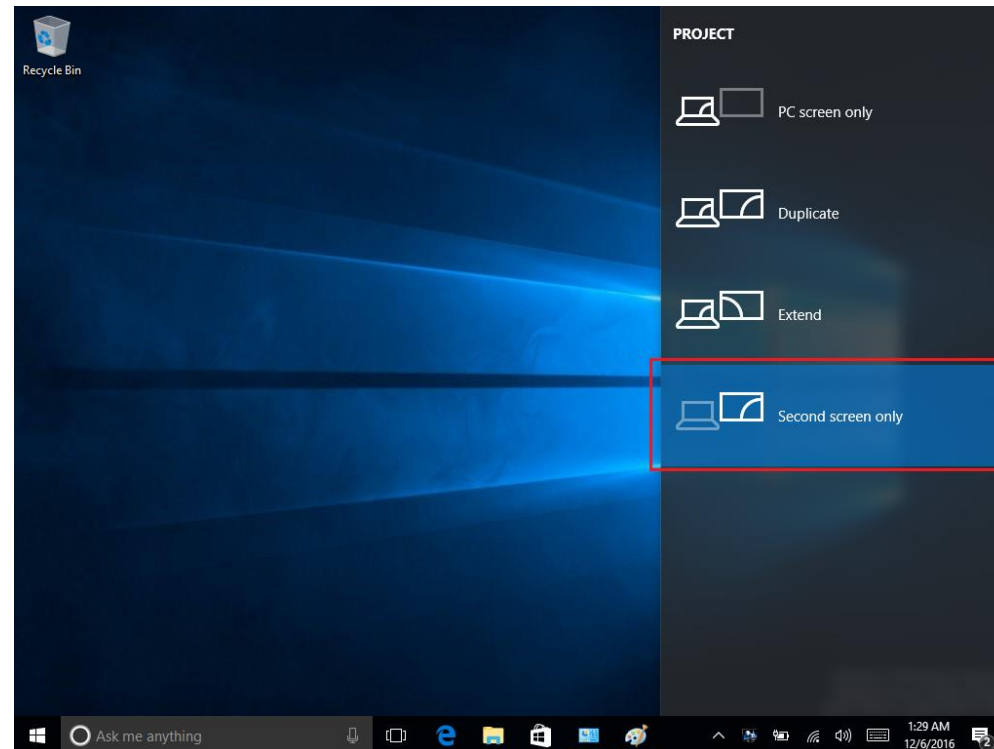 Recycle Bin
PROJECT
PC screen only
Duplicate
Extend
Second screen only
Ask me anything
1:29 AM
12/6/2016
2